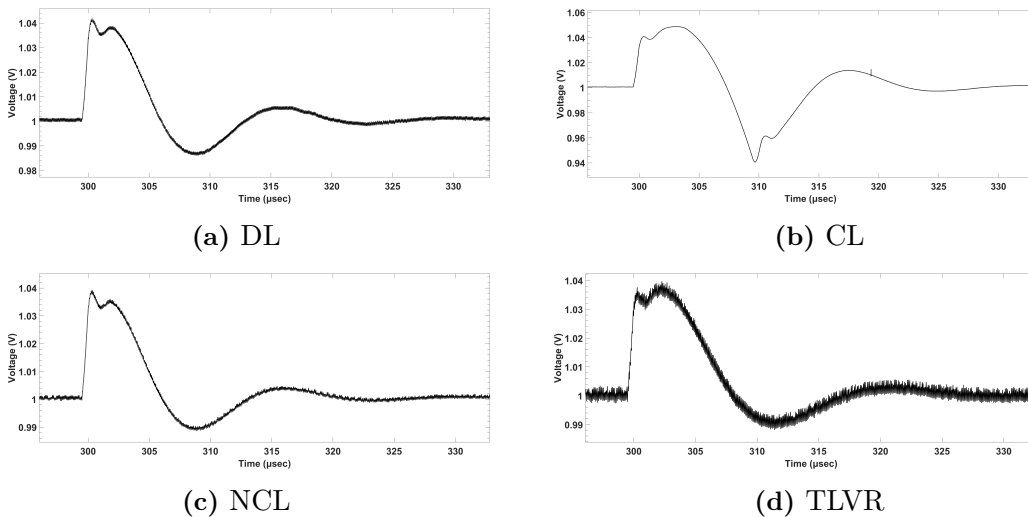 1.04
1.03
1.02
1.01
1
0.99
0.98
Voltage (V)
300 305 310 315 320 325 330
Time (μsec)
(a) DL
1.06
1.04
1.02
1
0.98
0.96
0.94
Voltage (V)
300 305 310 315 320 325 330
Time (μsec)
(b) CL
1.04
1.03
1.02
1.01
1
0.99
Voltage (V)
300 305 310 315 320 325 330
Time (μsec)
(c) NCL
1.04
1.03
1.02
1.01
1
0.99
Voltage (V)
300 305 310 315 320 325 330
Time (μsec)
(d) TLVR